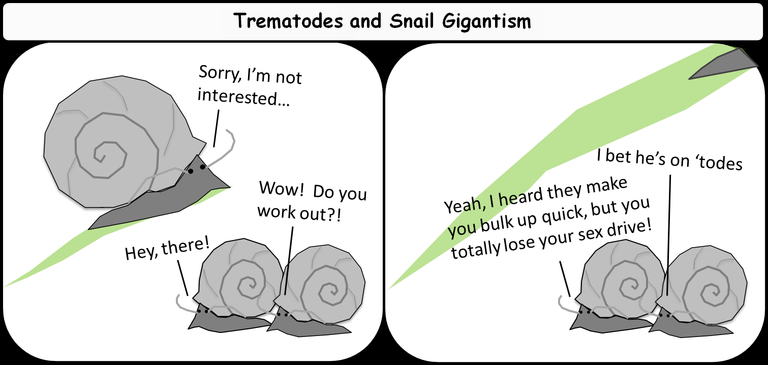 Trematodes and Snail Gigantism
Sorry, I'm not
interested...
Wow! Do you
work out?!
Hey, there!
I bet he's on 'todes
Yeah, I heard they make
you bulk up quick, but you
totally lose your sex drive!